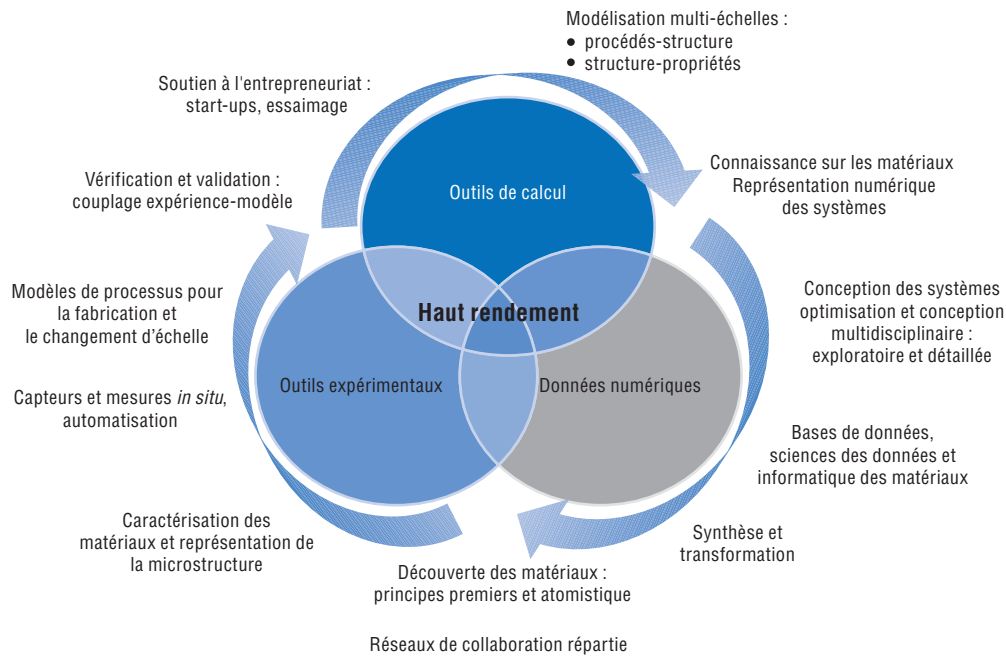 Modélisation multi-échelles :
• procédés-structure
• structure-propriétés
Soutien à l'entrepreneuriat :
start-ups, essaimage
Connaissance sur les matériaux
Représentation numérique
des systèmes
Vérification et validation :
couplage expérience-modèle
Outils de calcul
Modèles de processus pour
la fabrication et
le changement d’échelle
Conception des systèmes
optimisation et conception
multidisciplinaire :
exploratoire et détaillée
Haut rendement
Outils expérimentaux
Données numériques
Capteurs et mesures in situ,
automatisation
Bases de données,
sciences des données et
informatique des matériaux
Caractérisation des
matériaux et représentation de
la microstructure
Synthèse et
transformation
Découverte des matériaux :
principes premiers et atomistique
Réseaux de collaboration répartie